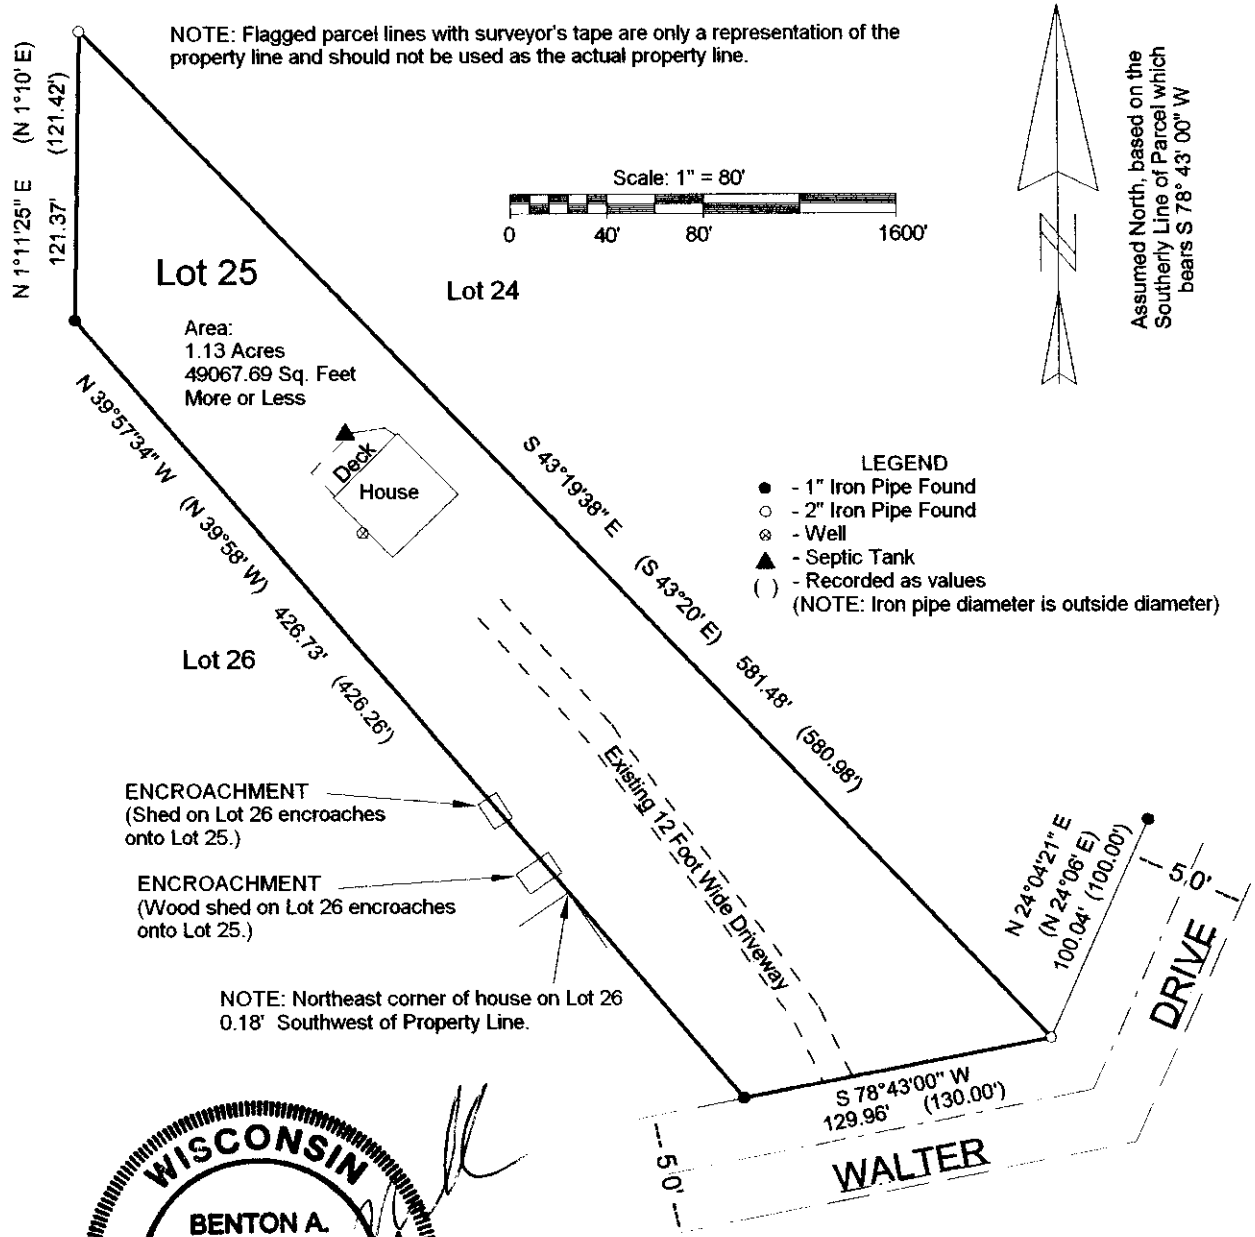 NOTE: Flagged parcel lines with surveyor's tape are only a representation of the
property line and should not be used as the actual property line.
N 1°11'25" E (N 1°10' E)
121.37' (121.42')
Scale: 1" = 80'
0 40' 80' 1600'
Assumed North, based on the
Southerly Line of Parcel which
bears S 78° 43' 00" W
N
Lot 25
Lot 24
Area:
1.13 Acres
49067.69 Sq. Feet
More or Less
N 39°57'34" W (N 39°58' W) 426.73' (426.26')
Deck
House
S 43°19'38" E (S 43°20' E) 581.48' (580.98')
LEGEND
- 1" Iron Pipe Found
- 2" Iron Pipe Found
- Well
- Septic Tank
( ) - Recorded as values
(NOTE: Iron pipe diameter is outside diameter)
Lot 26
Existing 12 Foot Wide Driveway
ENCROACHMENT
(Shed on Lot 26 encroaches
onto Lot 25.)
ENCROACHMENT
(Wood shed on Lot 26 encroaches
onto Lot 25.)
NOTE: Northeast corner of house on Lot 26
0.18' Southwest of Property Line.
N 24°04'21" E
(N 24°06' E)
100.04' (100.00')
50'
DRIVE
S 78°43'00" W
129.96' (130.00')
50'
WALTER
WISCONSIN
BENTON A.